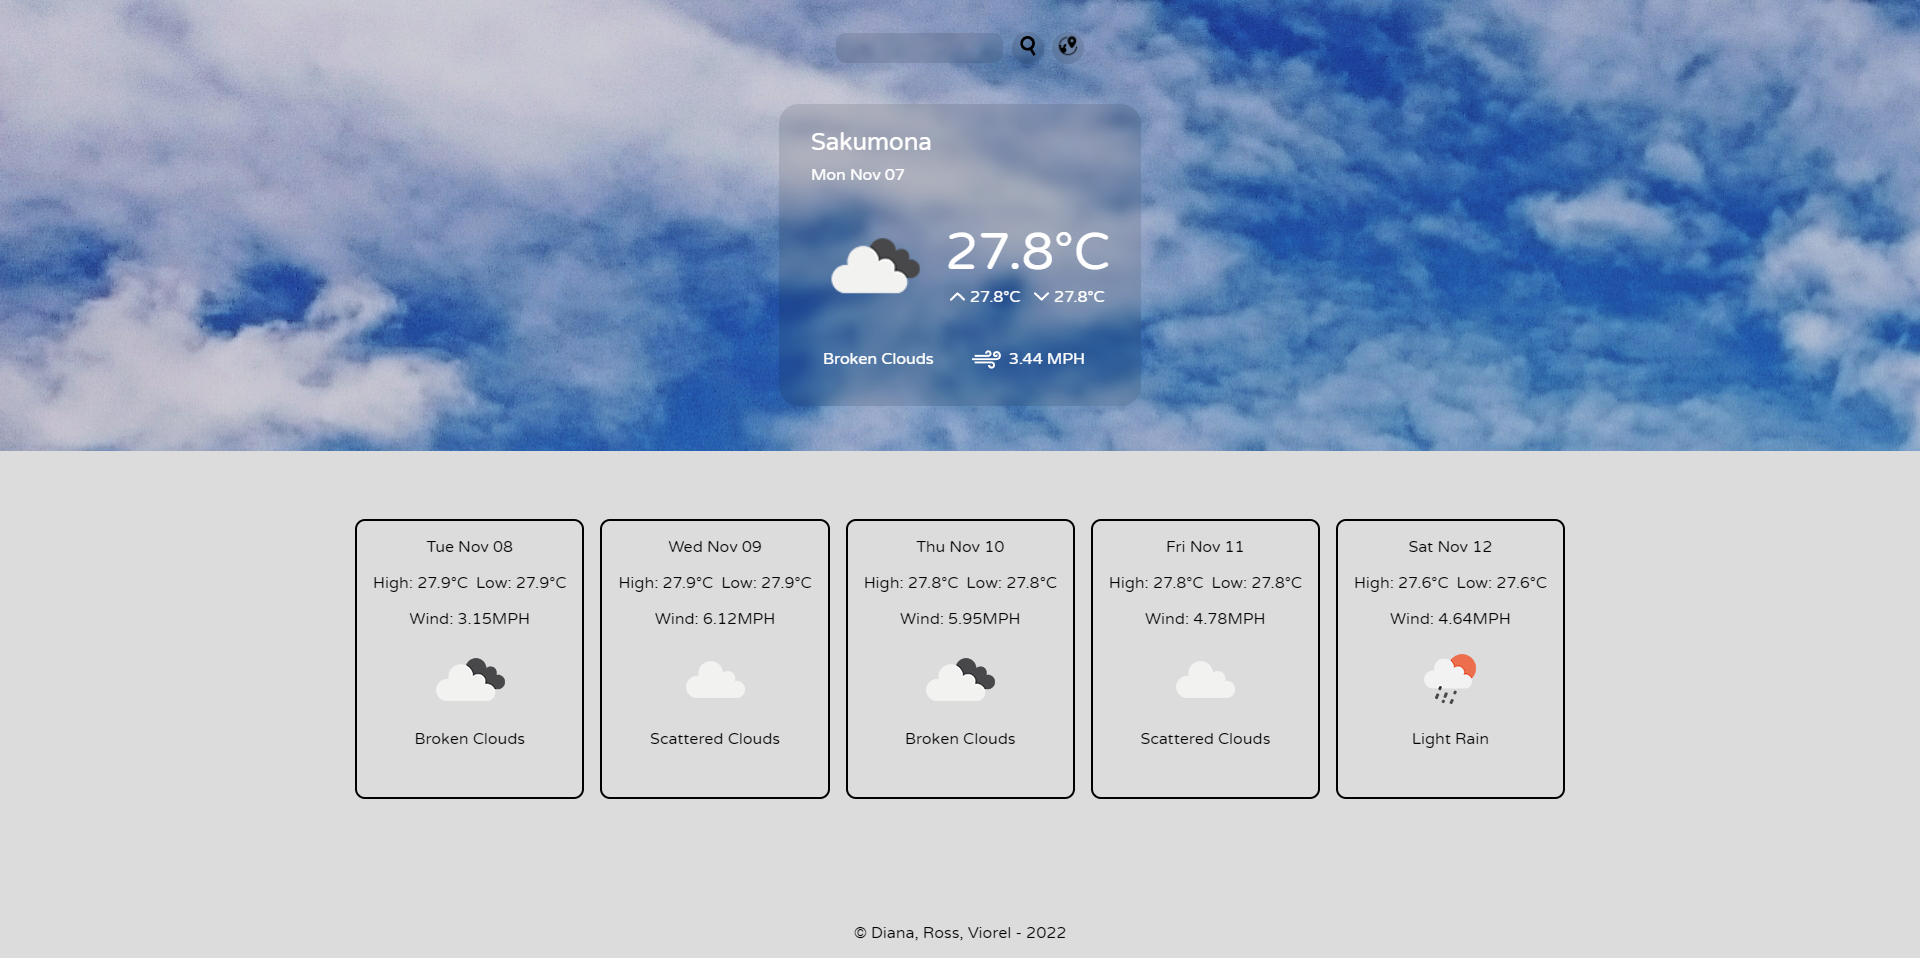 Sakumona
Mon Nov 07
27.8°C
27.8°C 27.8°C
Broken Clouds 3.44 MPH
Tue Nov 08
High: 27.9°C Low: 27.9°C
Wind: 3.15MPH
Broken Clouds
Wed Nov 09
High: 27.9°C Low: 27.9°C
Wind: 6.12MPH
Scattered Clouds
Thu Nov 10
High: 27.8°C Low: 27.8°C
Wind: 5.95MPH
Broken Clouds
Fri Nov 11
High: 27.8°C Low: 27.8°C
Wind: 4.78MPH
Scattered Clouds
Sat Nov 12
High: 27.6°C Low: 27.6°C
Wind: 4.64MPH
Light Rain
© Diana, Ross, Viorel - 2022